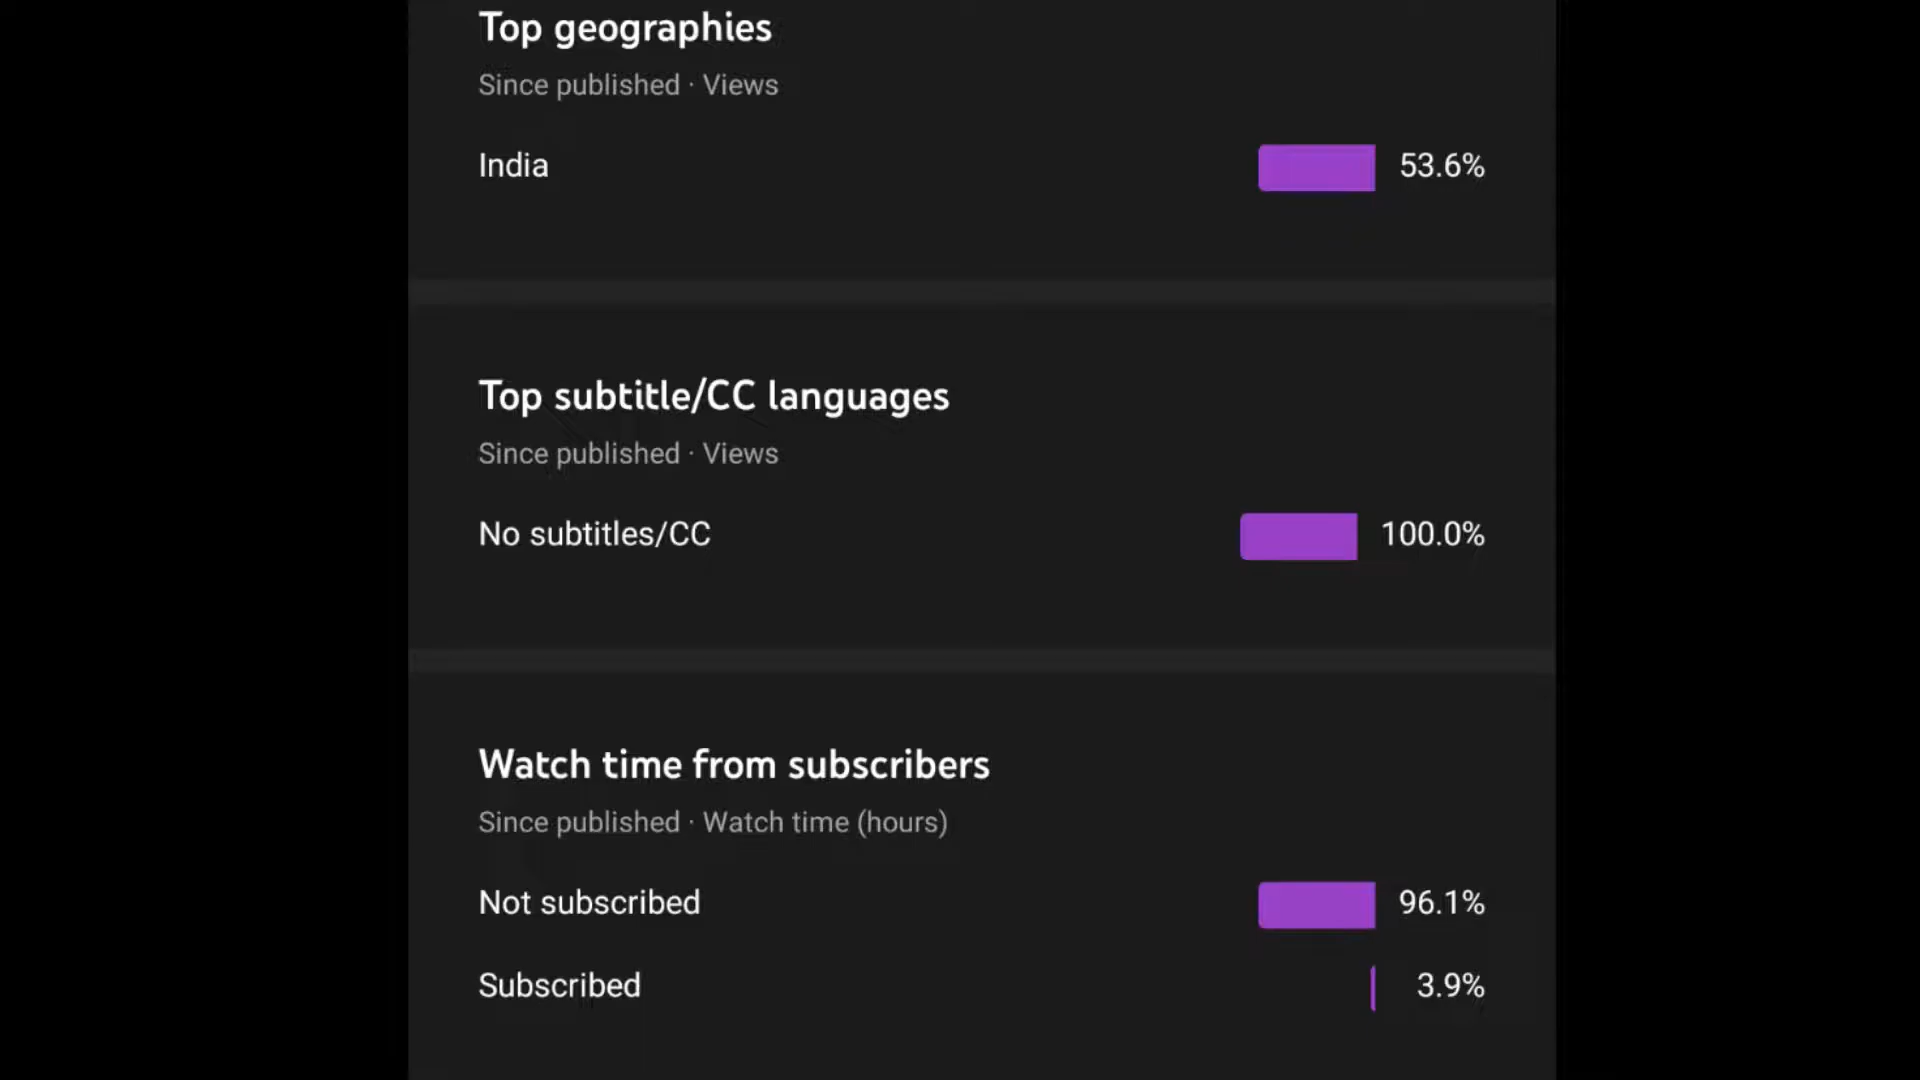 Top geographies
Since published · Views
India 53.6%
Top subtitle/CC languages
Since published · Views
No subtitles/CC 100.0%
Watch time from subscribers
Since published · Watch time (hours)
Not subscribed 96.1%
Subscribed 3.9%